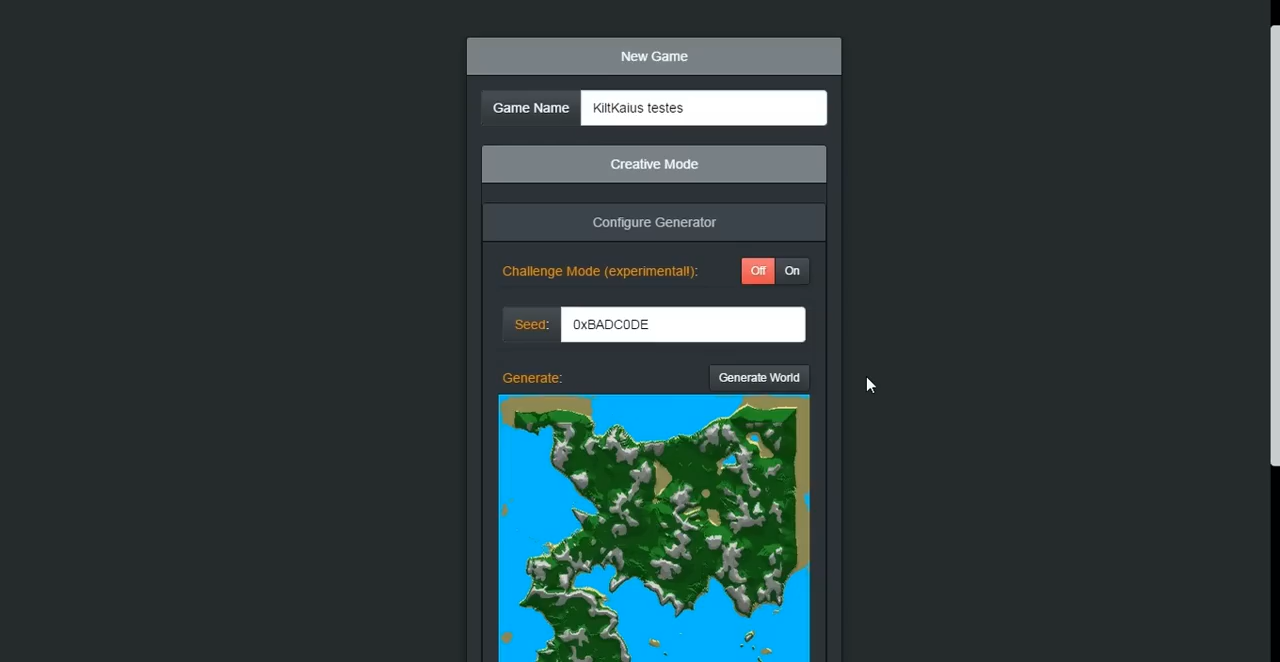 New Game
Game Name KiltKaius testes
Creative Mode
Configure Generator
Challenge Mode (experimental!): Off On
Seed: 0xBADC0DE
Generate: Generate World